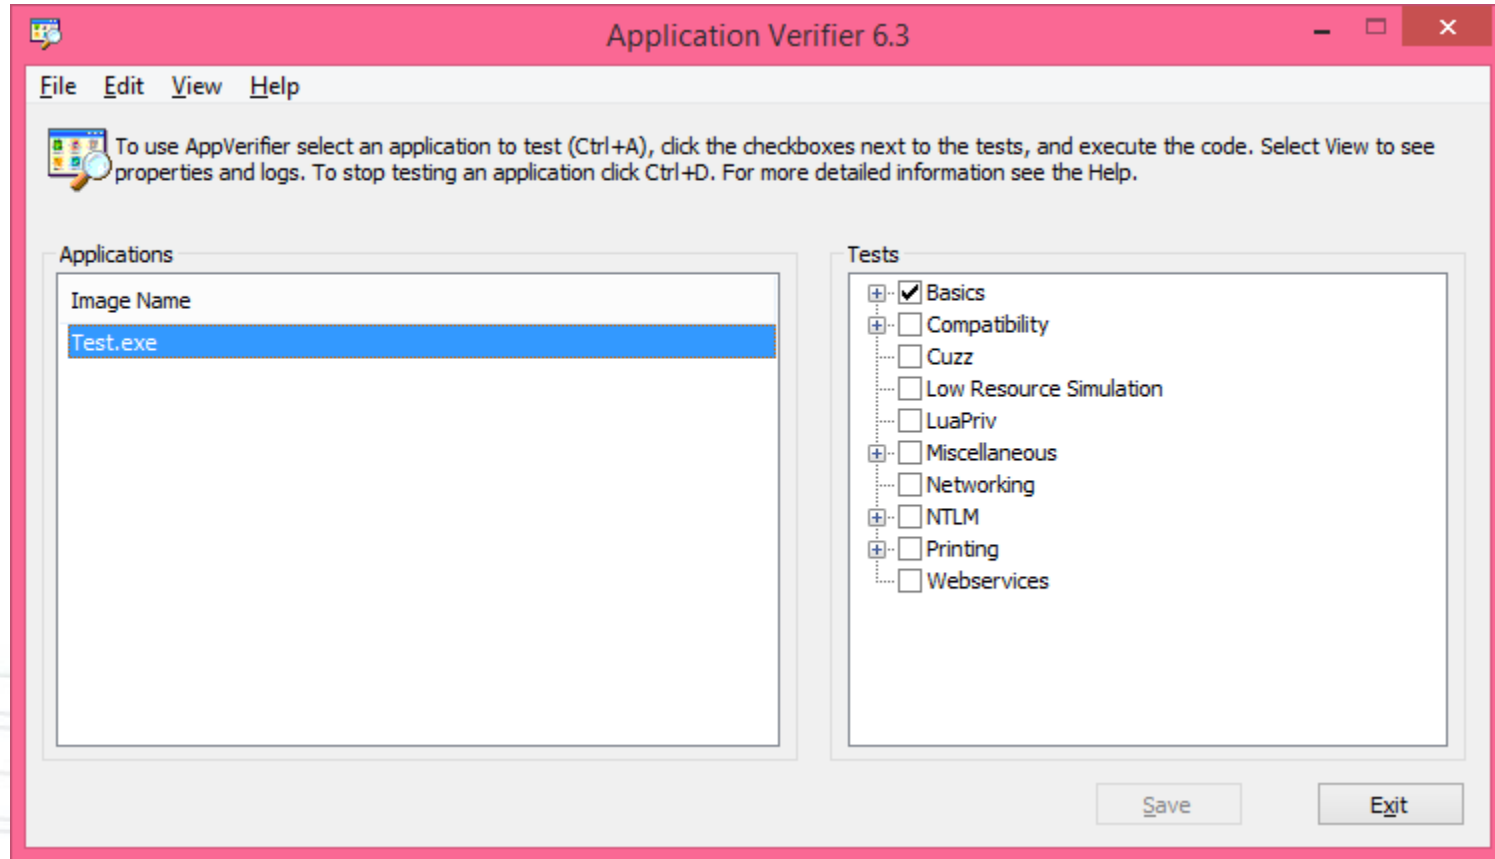 Application Verifier 6.3
File Edit View Help
To use AppVerifier select an application to test (Ctrl+A), click the checkboxes next to the tests, and execute the code. Select View to see
properties and logs. To stop testing an application click Ctrl+D. For more detailed information see the Help.
Applications
Image Name
Test.exe
Tests
Basics
Compatibility
Cuzz
Low Resource Simulation
LuaPriv
Miscellaneous
Networking
NTLM
Printing
Webservices
Save Exit